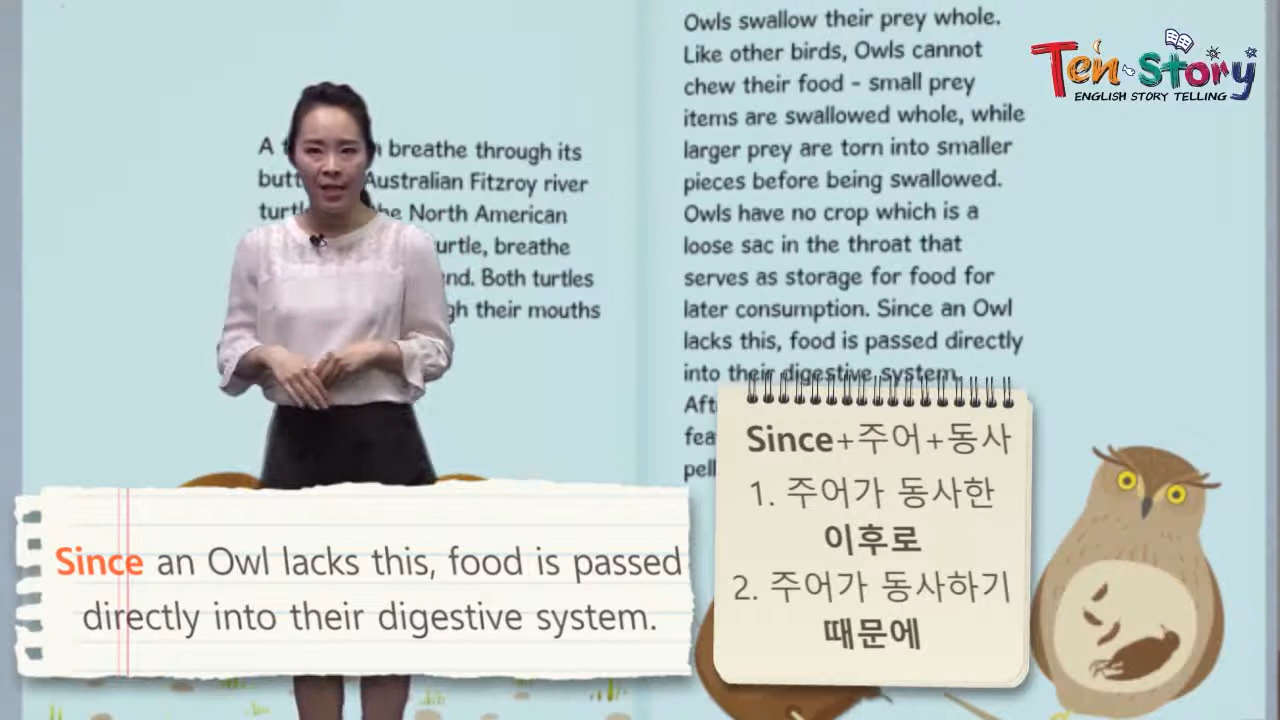 A breathe through its
Australian Fitzroy river
the North American
turtle, breathe
Both turtles
their mouths
Owls swallow their prey whole.
Like other birds, Owls cannot
chew their food - small prey
items are swallowed whole, while
larger prey are torn into smaller
pieces before being swallowed.
Owls have no crop which is a
loose sac in the throat that
serves as storage for food for
later consumption. Since an Owl
lacks this, food is passed directly
into their digestive system.
Ten Story
ENGLISH STORY TELLING
Since+주어+동사
1. 주어가 동사한
이후로
2. 주어가 동사하기
때문에
Since an Owl lacks this, food is passed
directly into their digestive system.